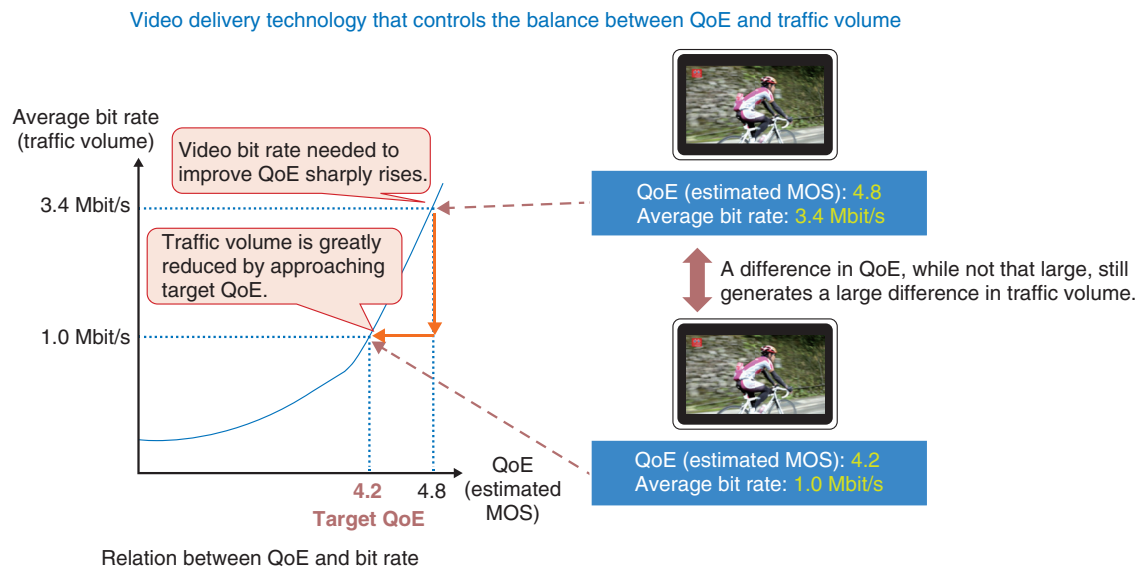 Video delivery technology that controls the balance between QoE and traffic volume
Average bit rate
(traffic volume)
Video bit rate needed to
improve QoE sharply rises.
3.4 Mbit/s
Traffic volume is greatly
reduced by approaching
target QoE.
1.0 Mbit/s
4.2
4.8
Target QoE
QoE
(estimated
MOS)
Relation between QoE and bit rate
QoE (estimated MOS): 4.8
Average bit rate: 3.4 Mbit/s
A difference in QoE, while not that large, still
generates a large difference in traffic volume.
QoE (estimated MOS): 4.2
Average bit rate: 1.0 Mbit/s